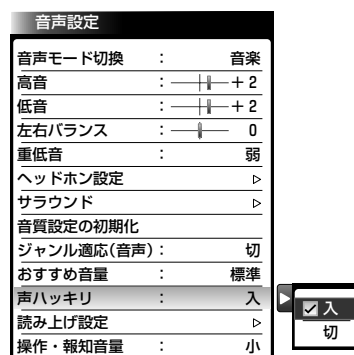 音声設定
音声モード切換 : 音楽
高音 : +2
低音 : +2
左右バランス : 0
重低音 : 弱
ヘッドホン設定
サラウンド
音質設定の初期化
ジャンル適応(音声) : 切
おすすめ音量 : 標準
声ハッキリ : 入
入
切
読み上げ設定
操作・報知音量 : 小